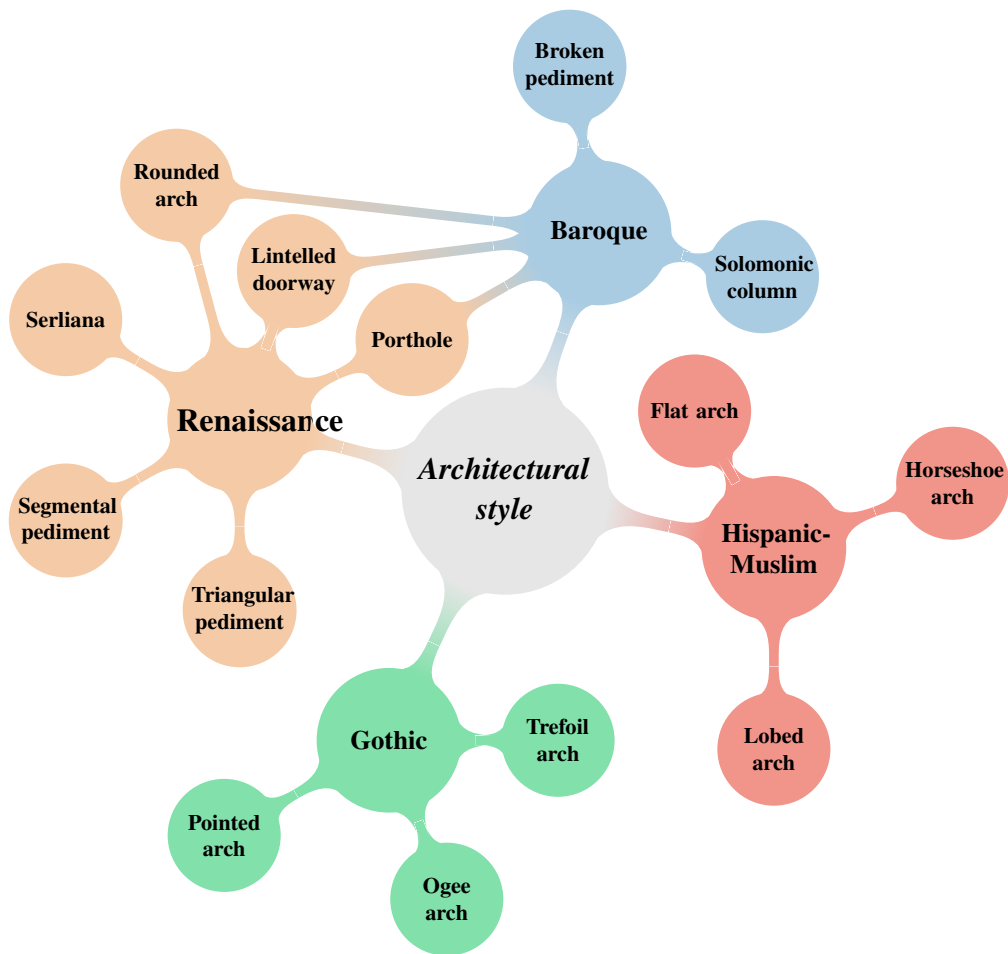 Broken
pediment
Rounded
arch
Baroque
Lintelled
doorway
Solomonic
column
Serliana
Porthole
Flat arch
Renaissance
Architectural
style
Horseshoe
arch
Segmental
pediment
Hispanic-
Muslim
Triangular
pediment
Trefoil
arch
Gothic
Lobed
arch
Pointed
arch
Ogee
arch